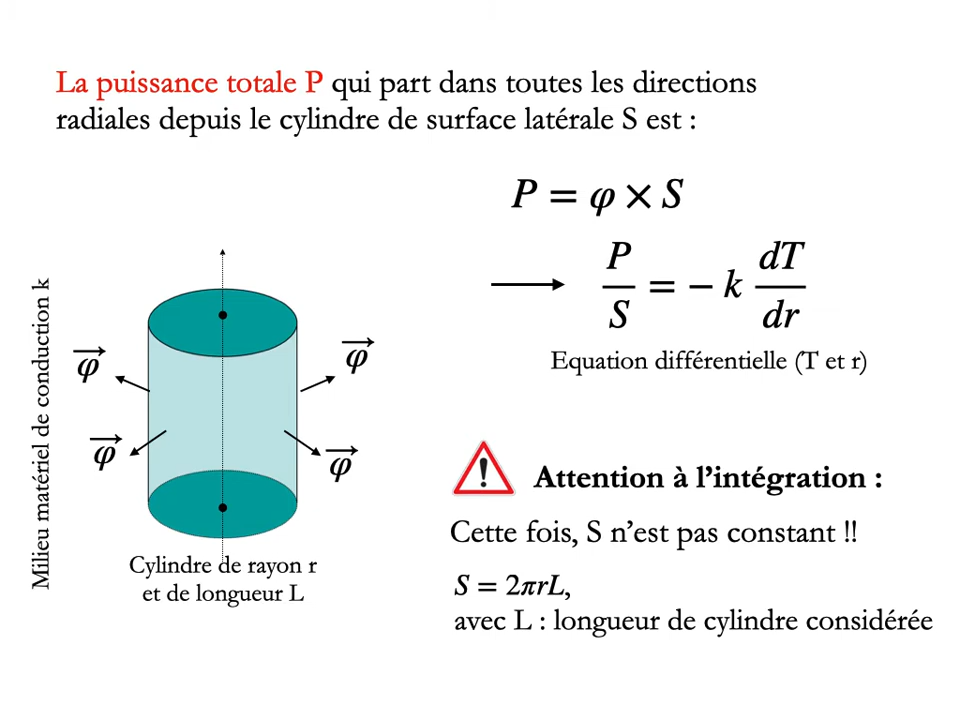 La puissance totale P qui part dans toutes les directions
radiales depuis le cylindre de surface latérale S est :
P = φ × S
P/S = − k dT/dr
Equation différentielle (T et r)
Milieu matériel de conduction k
φ
φ
φ
φ
Cylindre de rayon r
et de longueur L
! Attention à l’intégration :
Cette fois, S n’est pas constant !!
S = 2πrL,
avec L : longueur de cylindre considérée